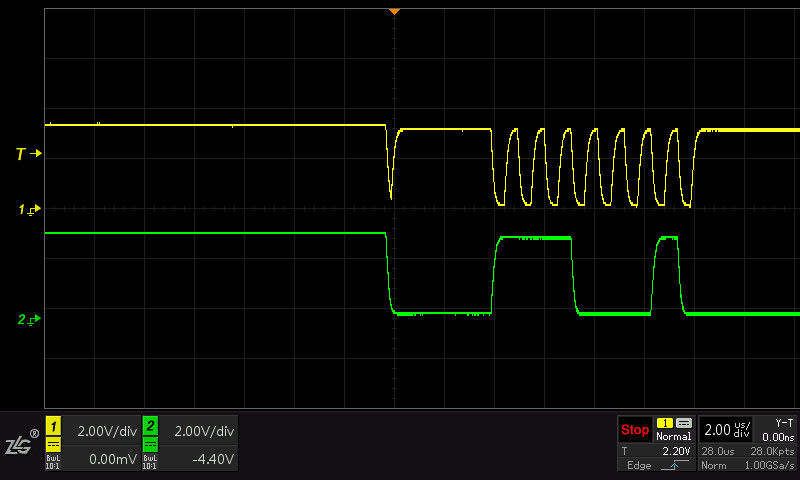 T
1
2
ZLG®
1 2.00V/div
BwL
10:1 0.00mV
2 2.00V/div
BwL
10:1 -4.40V
Stop 1 Normal
T 2.20V
Edge
2.00 us/div Y-T
0.00ns
28.0us 28.0Kpts
Norm 1.00GSa/s